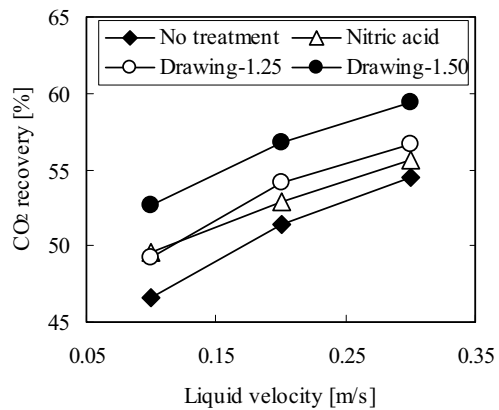 65
No treatment
Nitric acid
Drawing-1.25
Drawing-1.50
60
55
50
45
CO2 recovery [%]
0.05
0.15
0.25
0.35
Liquid velocity [m/s]